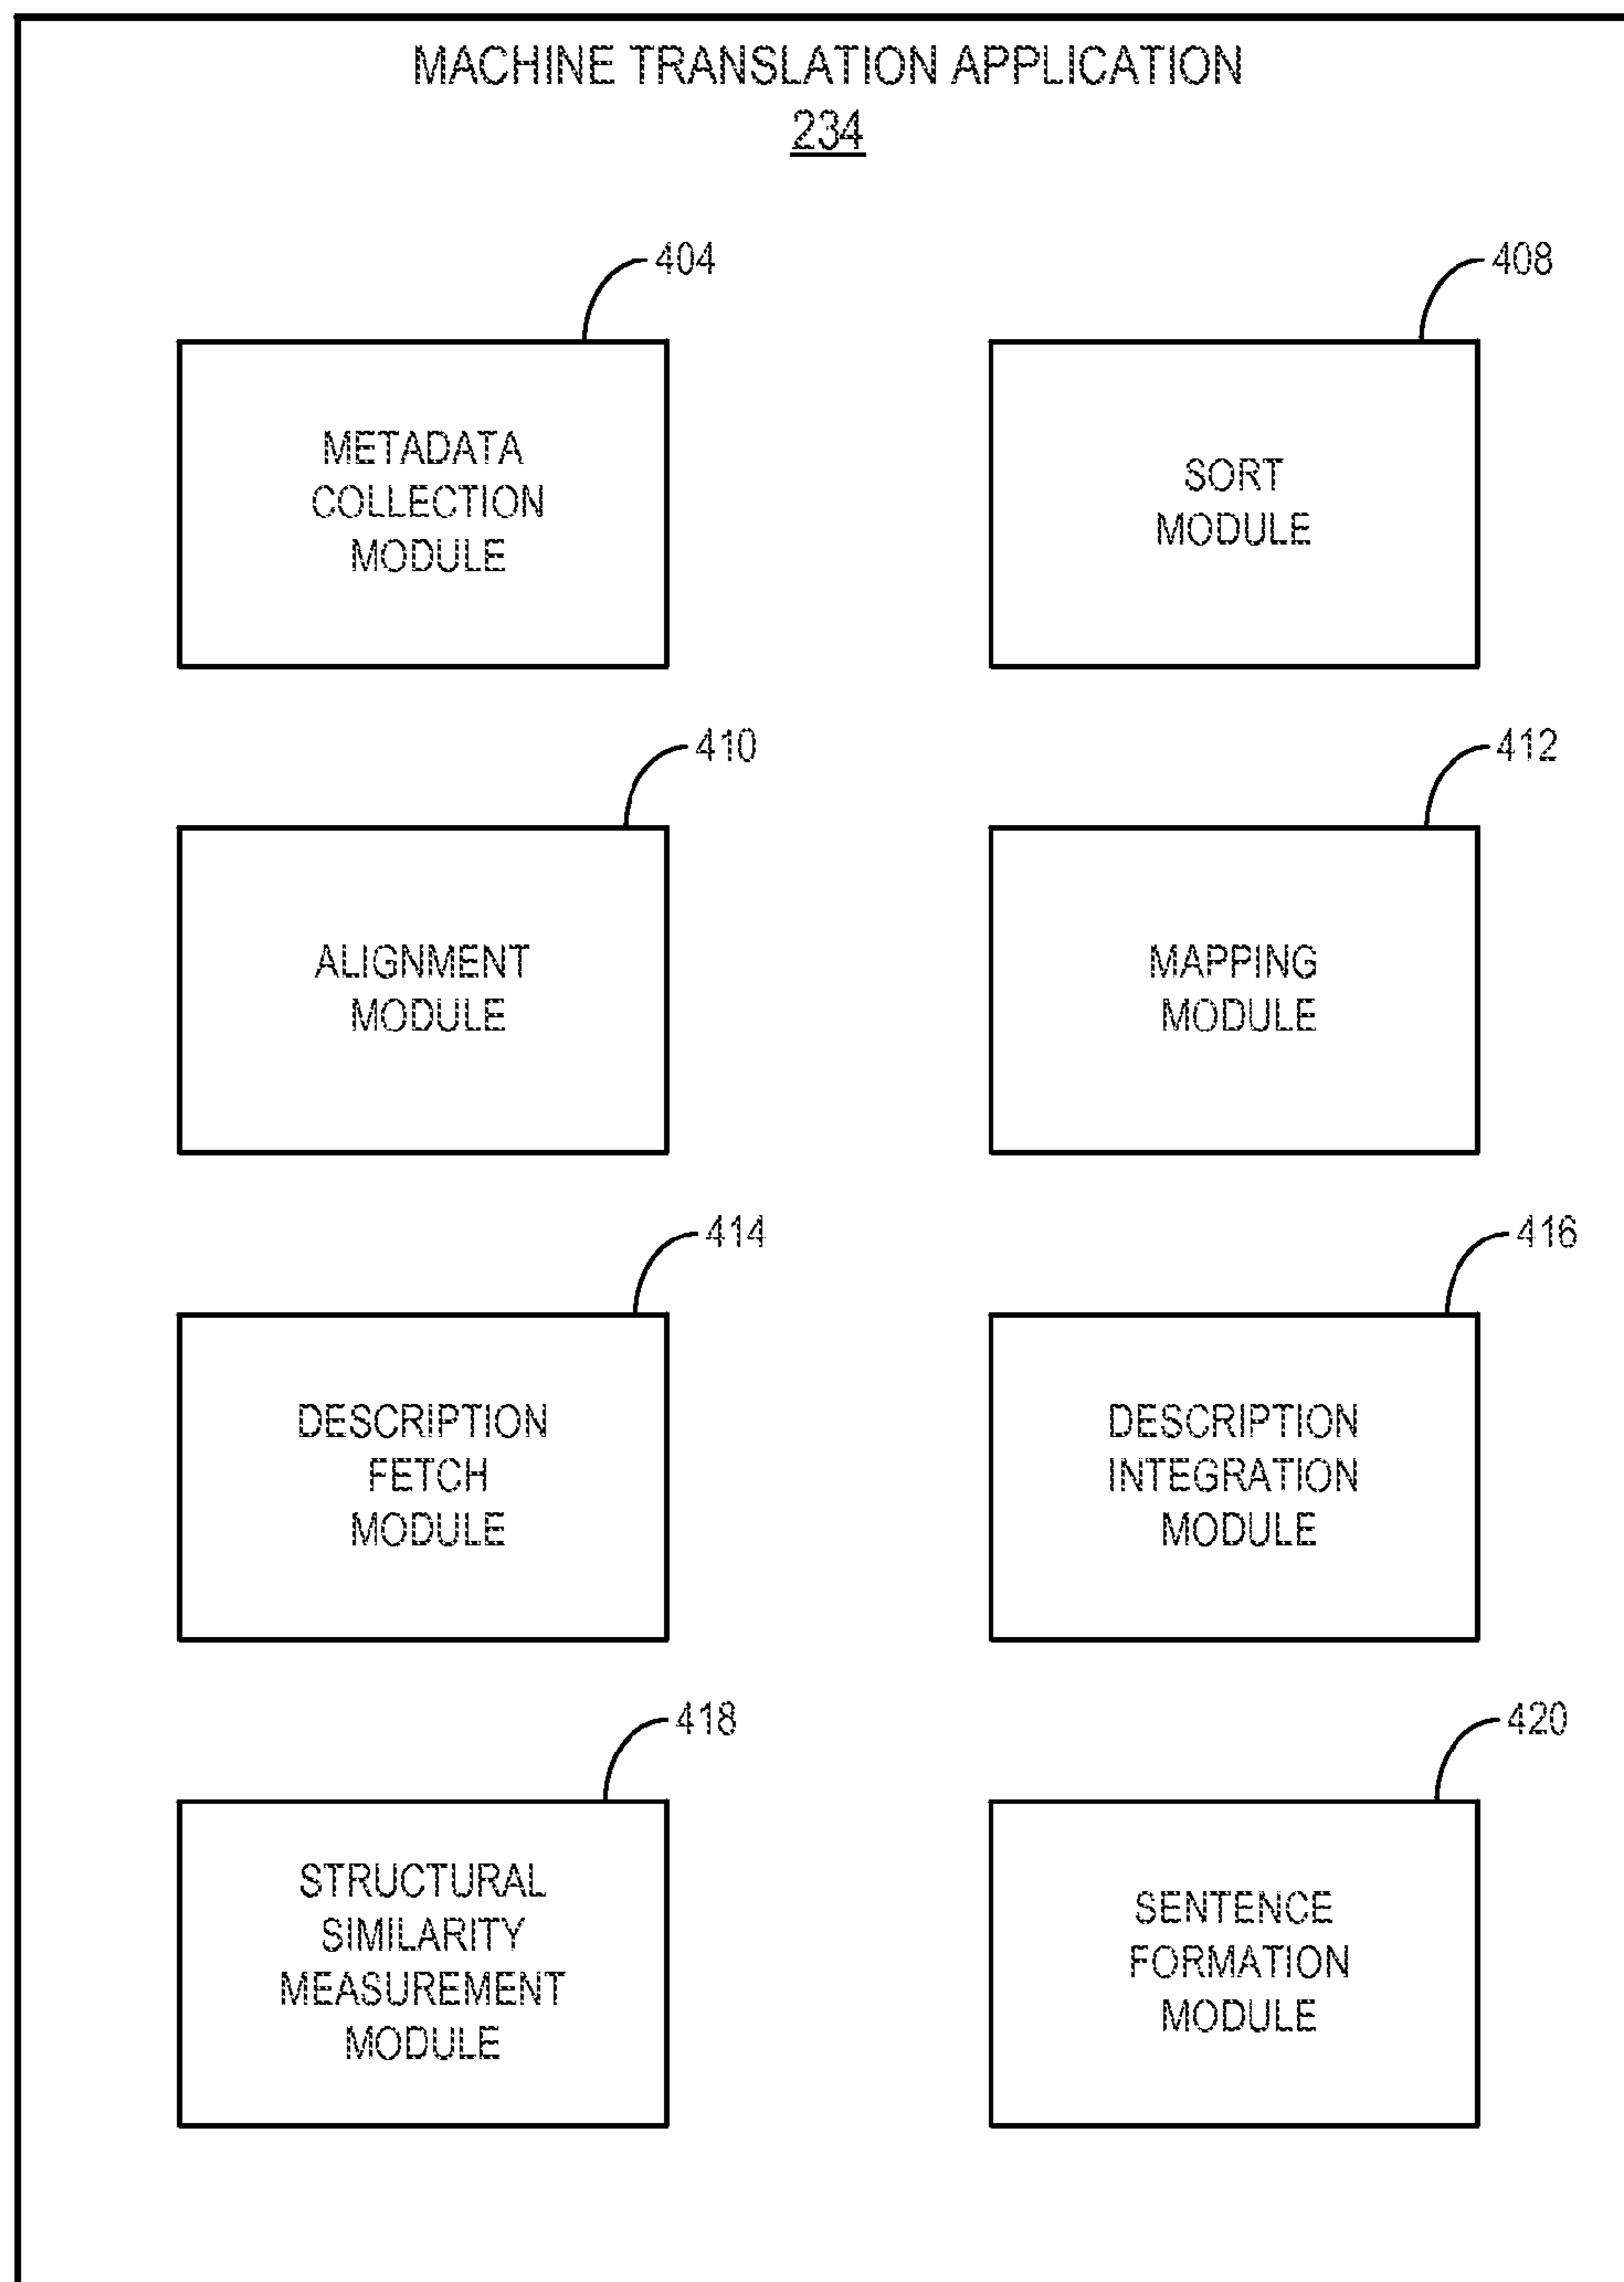 MACHINE TRANSLATION APPLICATION
234
404
METADATA
COLLECTION
MODULE
408
SORT
MODULE
410
ALIGNMENT
MODULE
412
MAPPING
MODULE
414
DESCRIPTION
FETCH
MODULE
416
DESCRIPTION
INTEGRATION
MODULE
418
STRUCTURAL
SIMILARITY
MEASUREMENT
MODULE
420
SENTENCE
FORMATION
MODULE